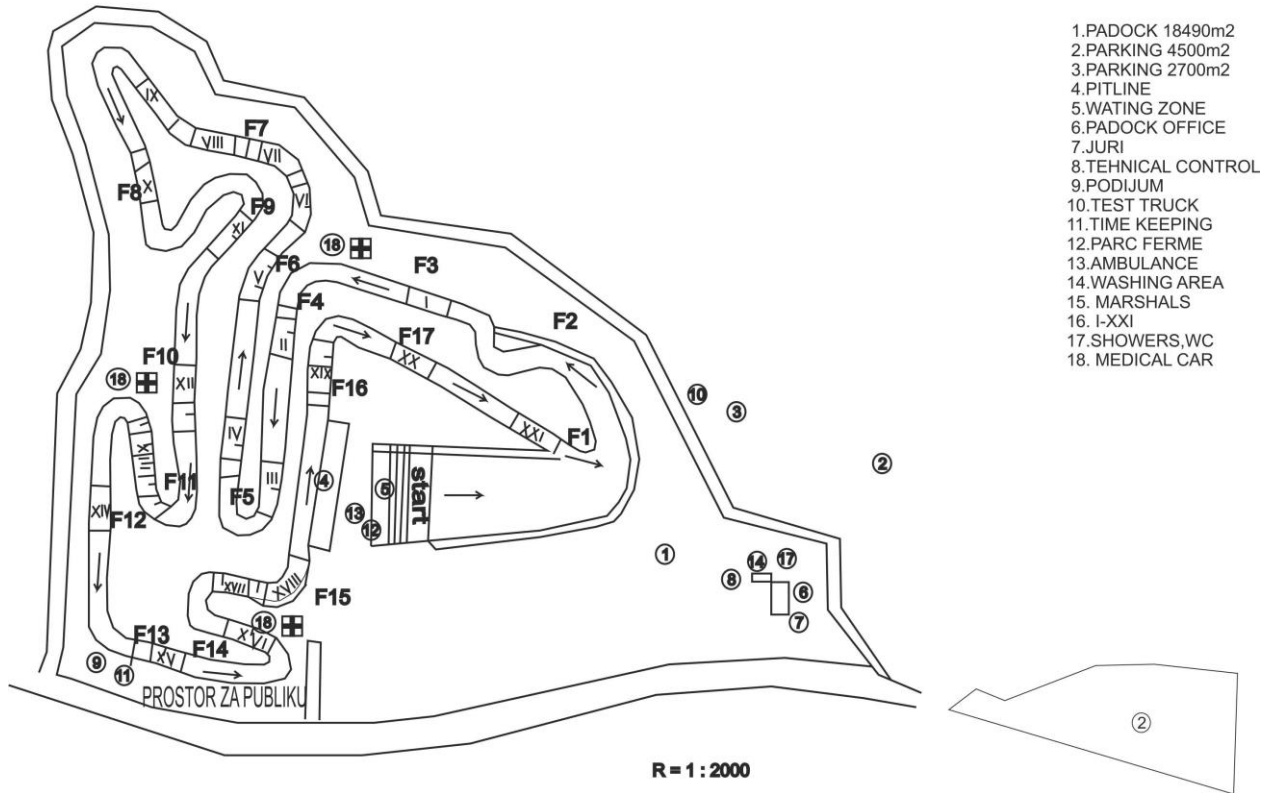 1.PADOCK 18490m2
2.PARKING 4500m2
3.PARKING 2700m2
4.PITLINE
5.WATING ZONE
6.PADOCK OFFICE
7.JURI
8.TEHNICAL CONTROL
9.PODIJUM
10.TEST TRUCK
11.TIME KEEPING
12.PARC FERME
13.AMBULANCE
14.WASHING AREA
15. MARSHALS
16. I-XXI
17.SHOWERS,WC
18. MEDICAL CAR
IX
F7
VIII
VII
F8
X
VI
F9
XI
18
F6
V
F3
I
F4
F2
II
F17
XX
F10
18
XII
XIX
F16
10
3
IV
XIII
XXI
F1
2
F11
F5
III
4
5
start
XIV
F12
13
12
1
14
17
8
6
7
XVII
XVIII
F15
18
XVI
F13
F14
XV
9
11
PROSTOR ZA PUBLIKU
2
R = 1 : 2000